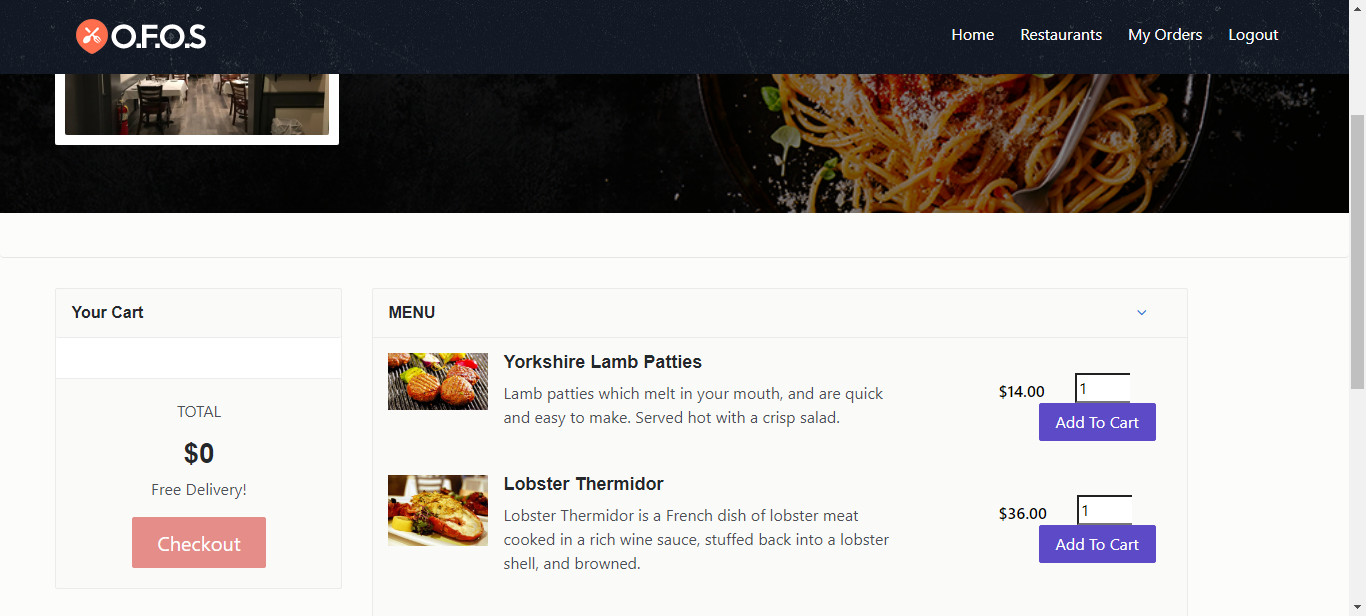 O.F.O.S
Home Restaurants My Orders Logout
Your Cart
TOTAL
$0
Free Delivery!
Checkout
MENU
Yorkshire Lamb Patties
Lamb patties which melt in your mouth, and are quick
and easy to make. Served hot with a crisp salad.
$14.00 1
Add To Cart
Lobster Thermidor
Lobster Thermidor is a French dish of lobster meat
cooked in a rich wine sauce, stuffed back into a lobster
shell, and browned.
$36.00 1
Add To Cart